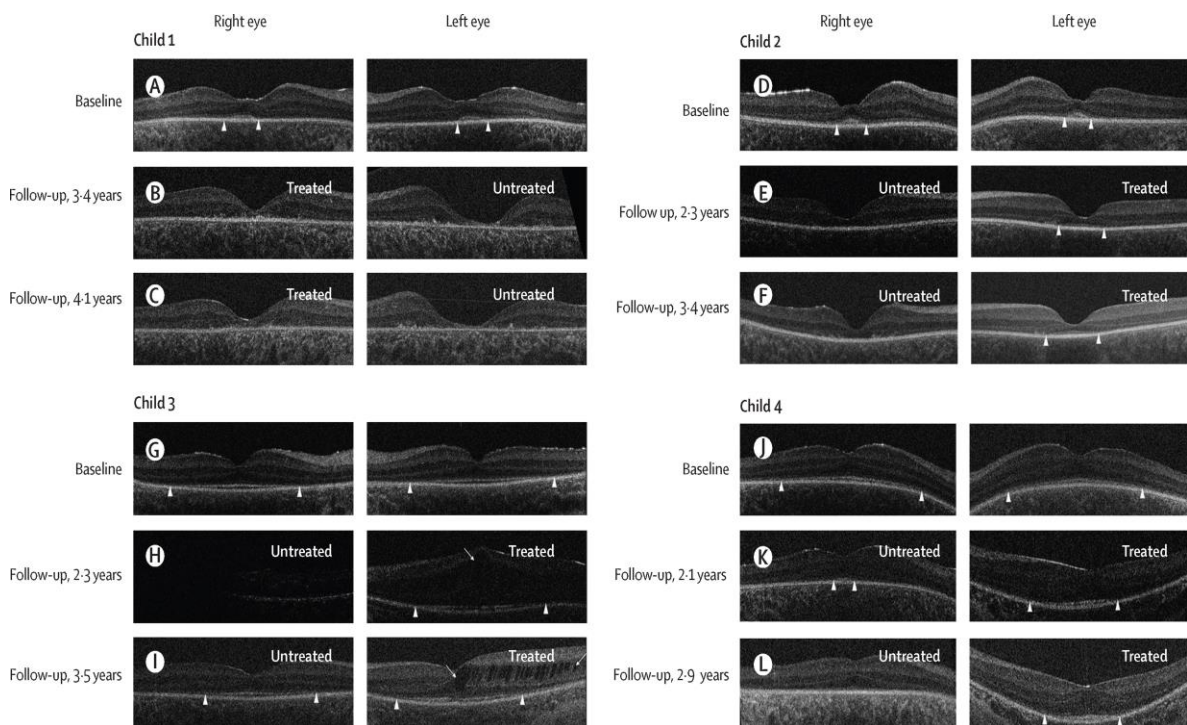 Right eye Left eye Right eye Left eye
Child 1 Child 2
Baseline A Baseline D
Follow-up, 3·4 years B Treated Untreated Follow up, 2·3 years E Untreated Treated
Follow-up, 4·1 years C Treated Untreated Follow-up, 3·4 years F Untreated Treated
Child 3 Child 4
Baseline G Baseline J
Follow-up, 2·3 years H Untreated Treated Follow-up, 2·1 years K Untreated Treated
Follow-up, 3·5 years I Untreated Treated Follow-up, 2·9 years L Untreated Treated